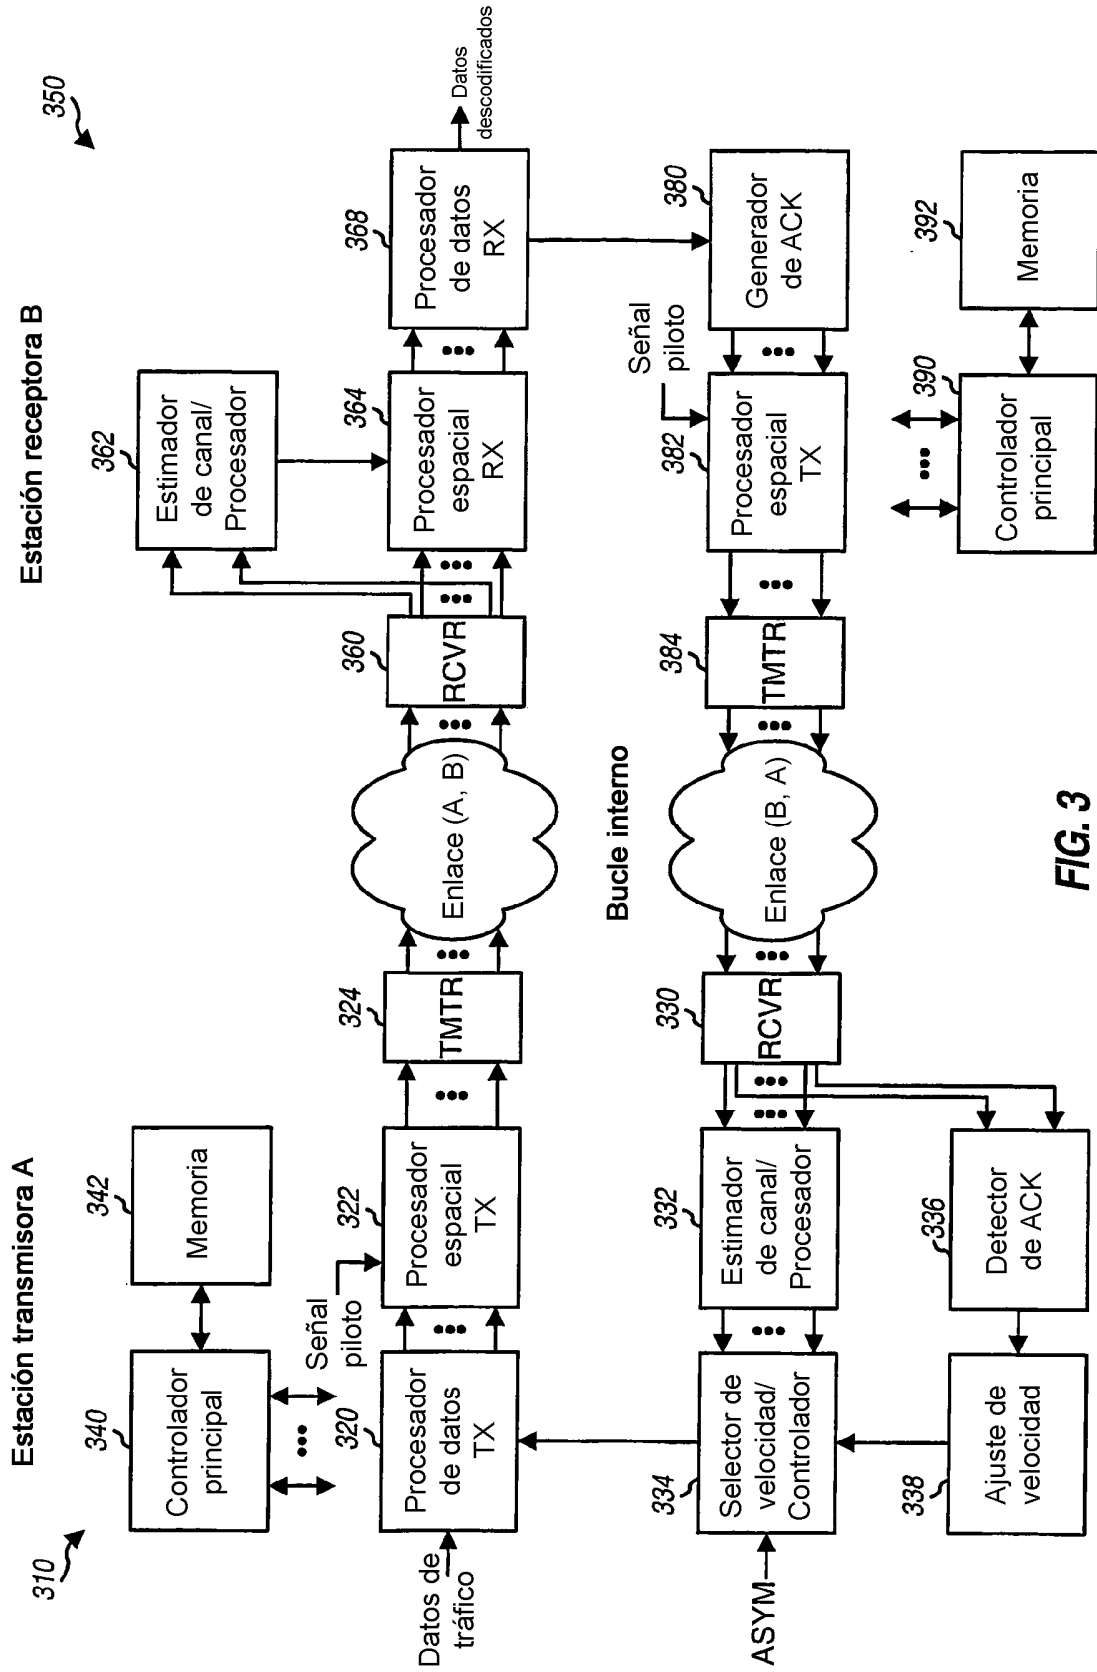 Estación transmisora A
Estación receptora B
310
350
340
Controlador
principal
342
Memoria
362
Estimador
de canal/
Procesador
Señal
piloto
Datos de
tráfico
320
Procesador
de datos
TX
322
Procesador
espacial
TX
324
TMTR
Enlace (A, B)
360
RCVR
364
Procesador
espacial
RX
368
Procesador
de datos
RX
Datos
descodificados
Bucle interno
ASYM
334
Selector de
velocidad/
Controlador
332
Estimador
de canal/
Procesador
330
RCVR
Enlace (B, A)
384
TMTR
Señal
piloto
382
Procesador
espacial
TX
380
Generador
de ACK
338
Ajuste de
velocidad
336
Detector
de ACK
390
Controlador
principal
392
Memoria
FIG. 3